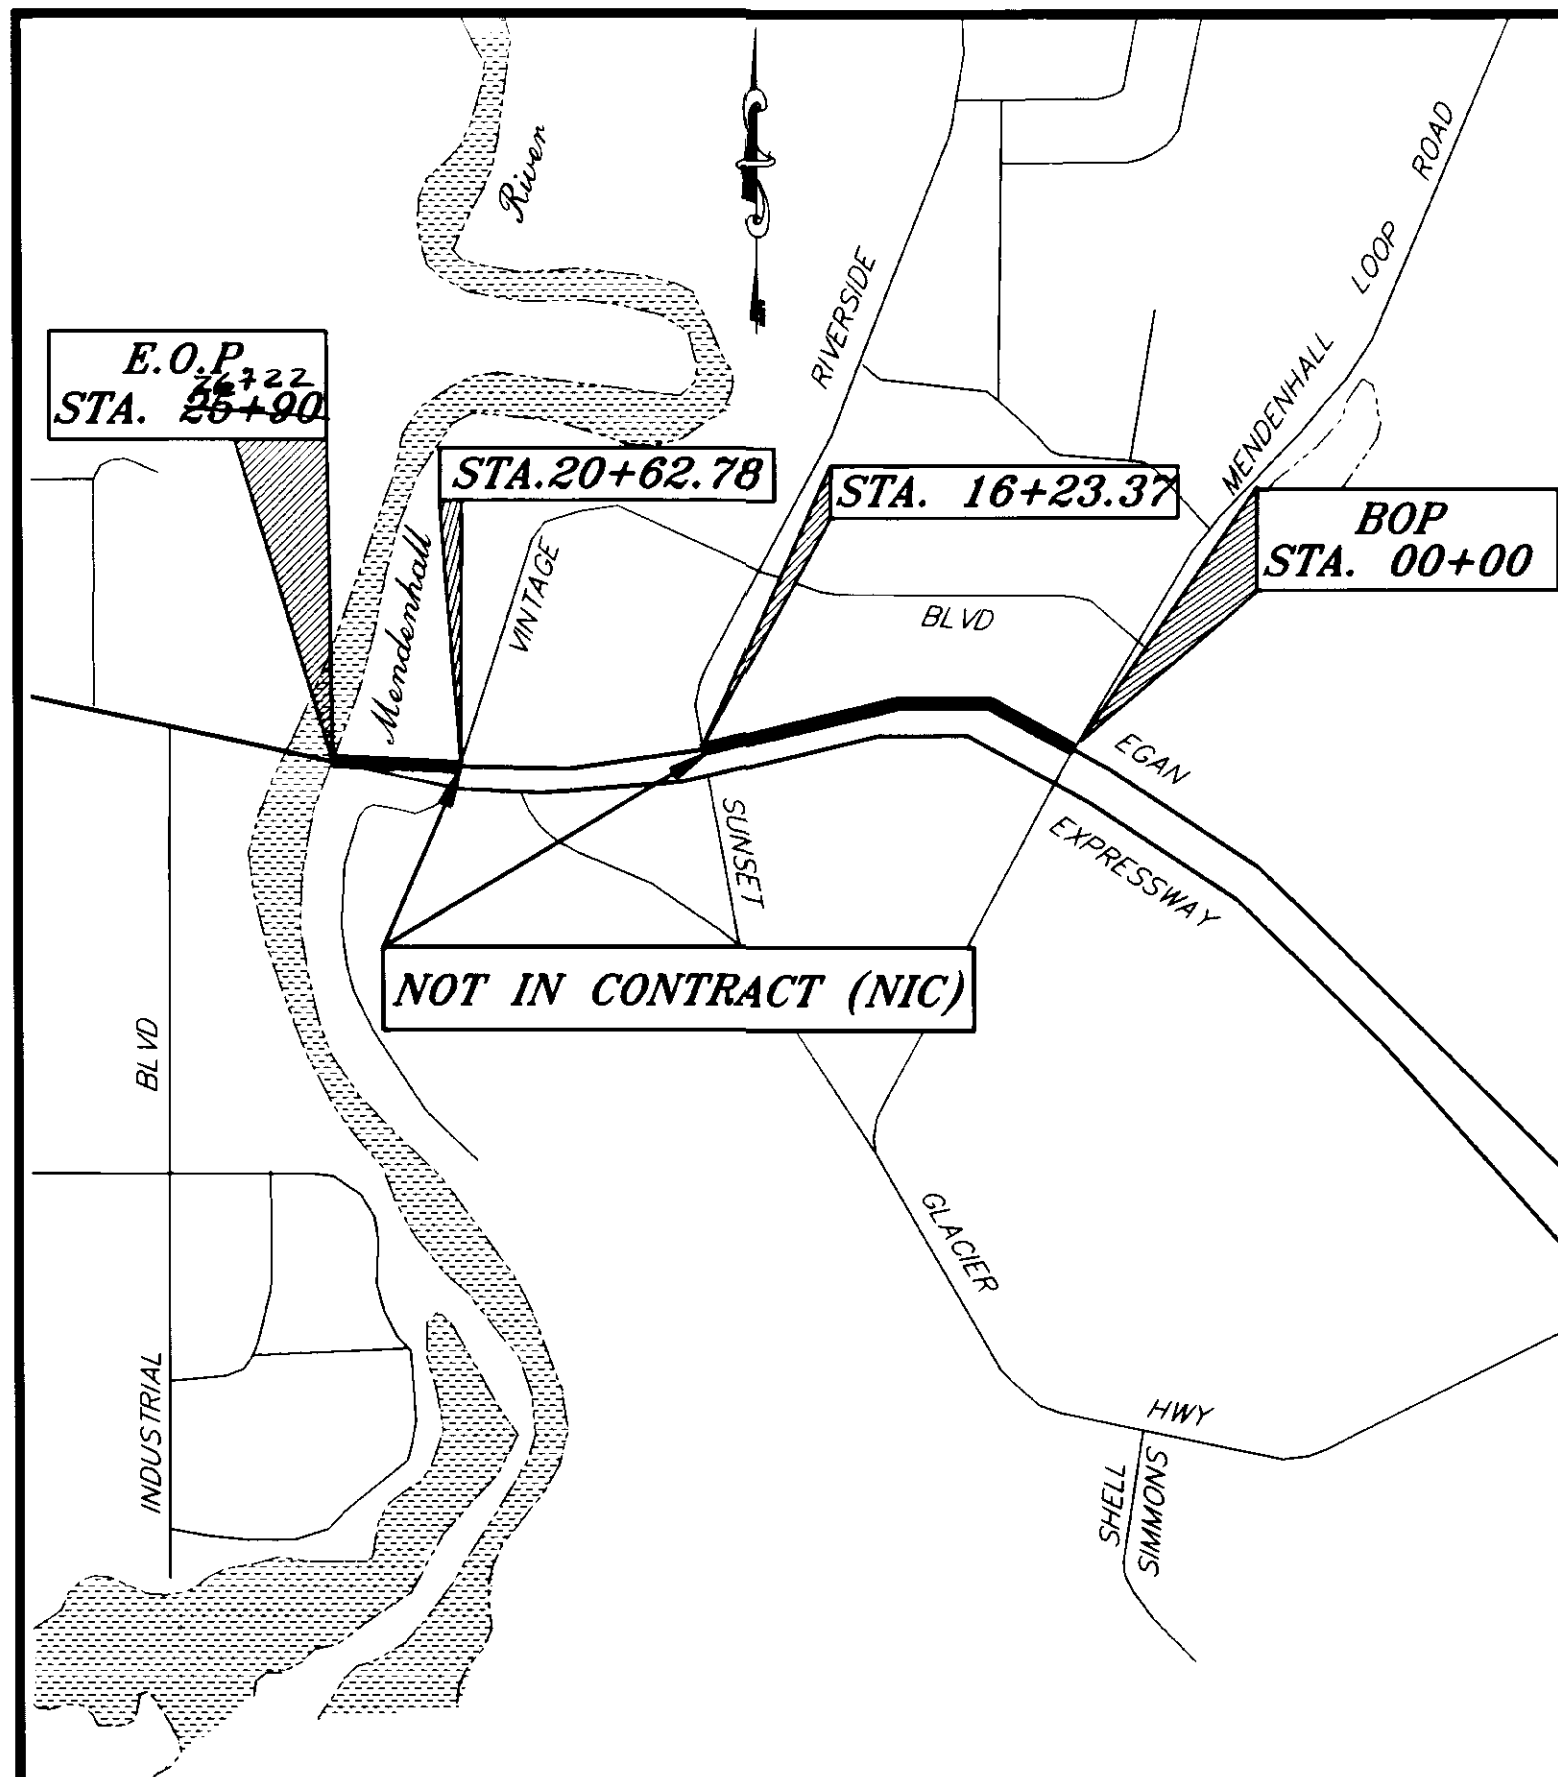 River
ROAD
LOOP
RIVERSIDE
MENDENHALL
E.O.P.
26+22
STA. 25+90
STA.20+62.78
STA. 16+23.37
BOP
STA. 00+00
Mendenhall
VINTAGE
BLVD
EGAN
EXPRESSWAY
SUNSET
NOT IN CONTRACT (NIC)
BLVD
INDUSTRIAL
GLACIER
HWY
SHELL
SIMMONS